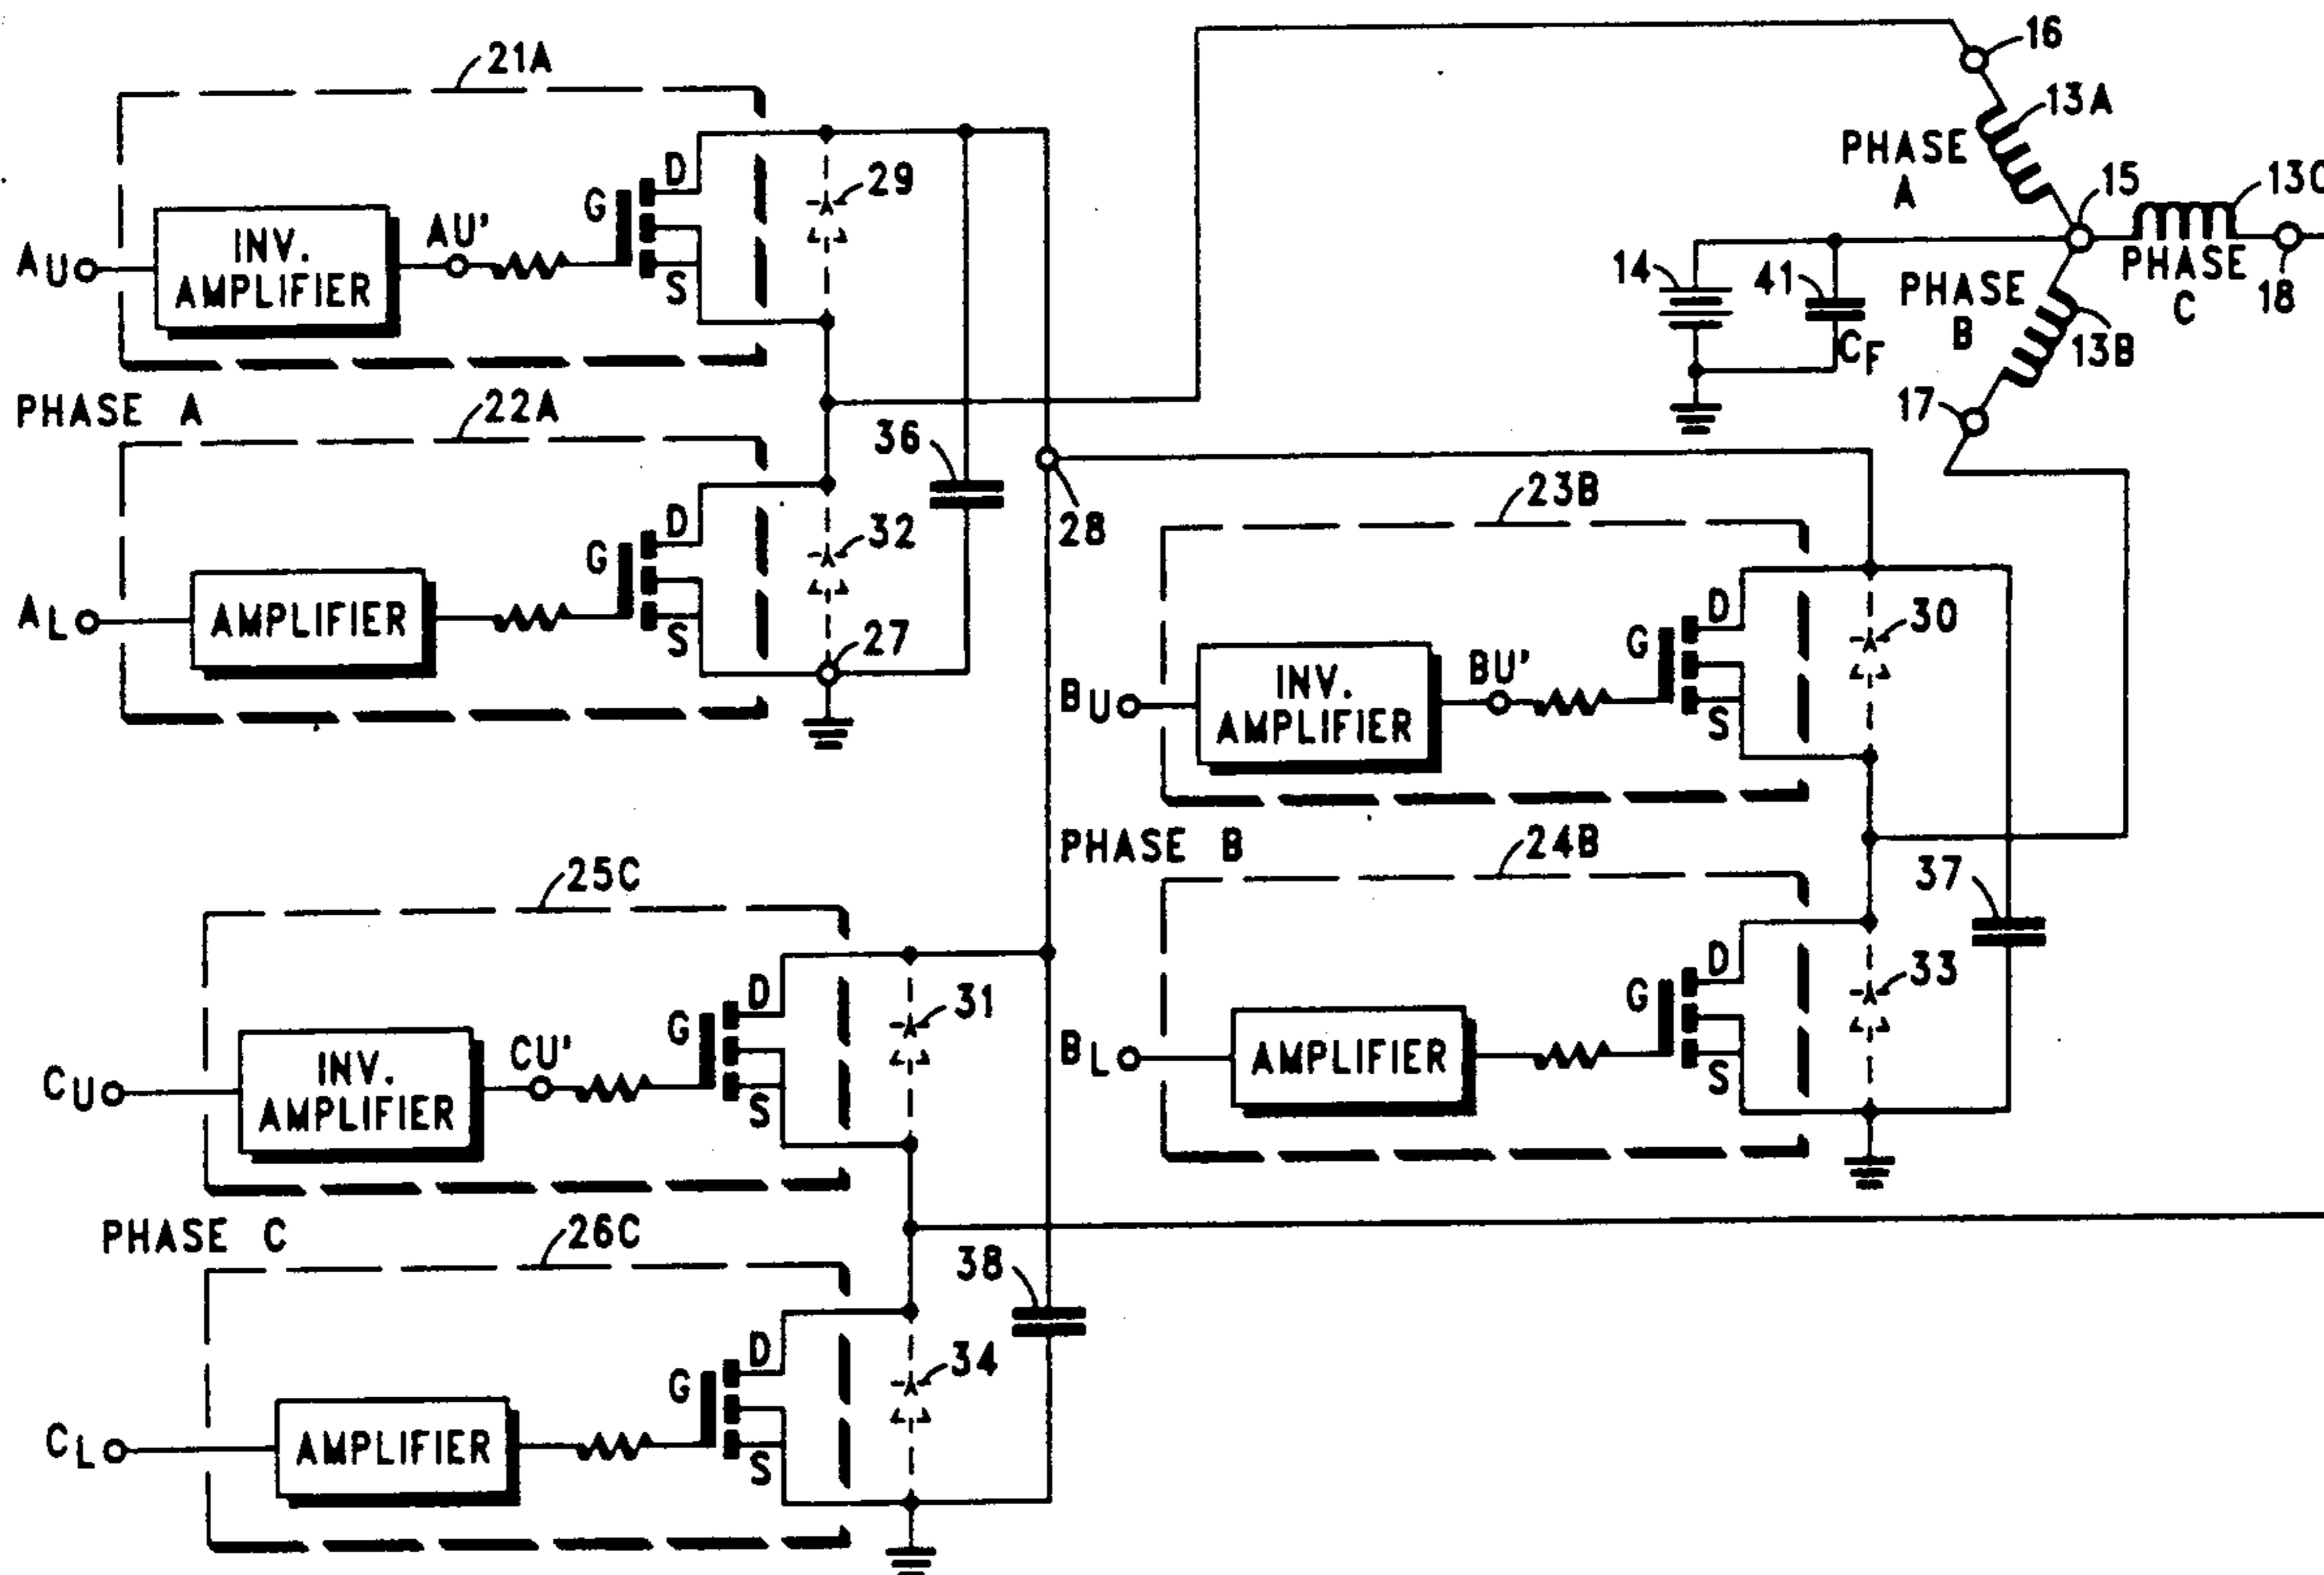 21A
16
13A
PHASE A
15
13C
D
G
S
29
AU'
INV. AMPLIFIER
AU
14
41
CF
PHASE B
PHASE C
18
13B
17
PHASE A
22A
36
28
D
G
S
32
27
AMPLIFIER
AL
23B
D
G
S
30
BU'
INV. AMPLIFIER
BU
PHASE B
24B
37
D
G
S
33
AMPLIFIER
BL
25C
D
G
S
31
CU'
INV. AMPLIFIER
CU
PHASE C
26C
38
D
G
S
34
AMPLIFIER
CL